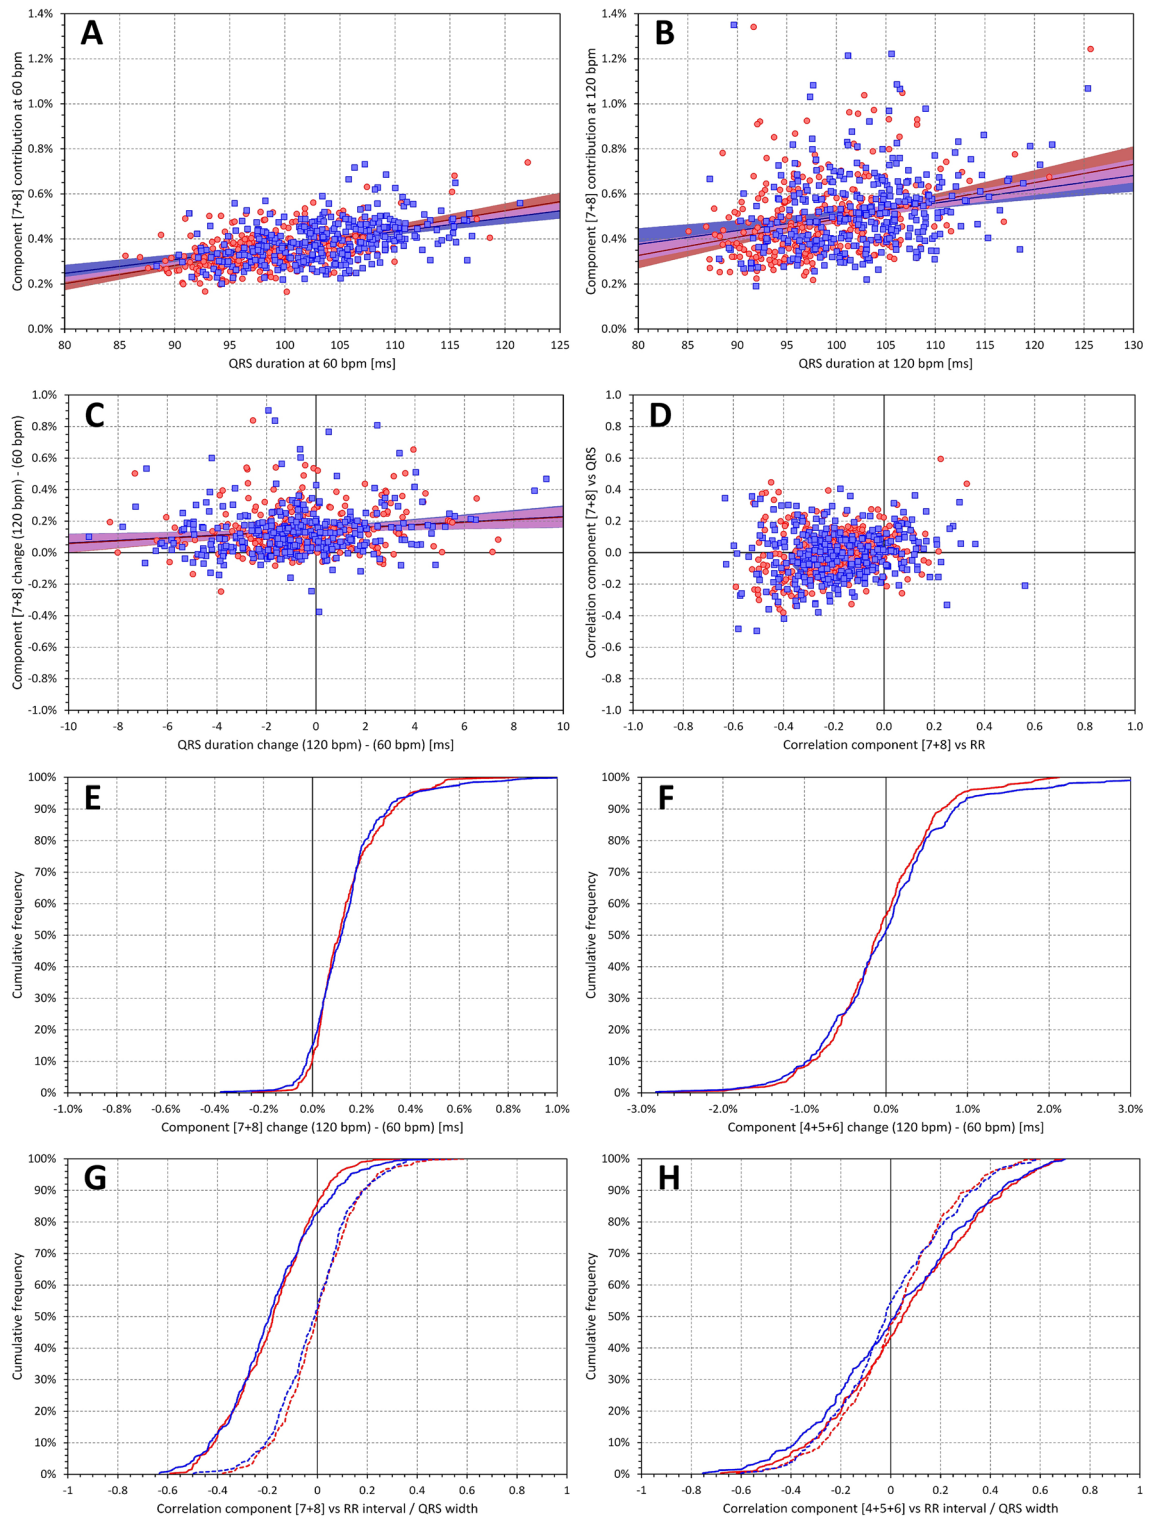 A
Component [7+8] contribution at 60 bpm
1.4%
1.2%
1.0%
0.8%
0.6%
0.4%
0.2%
0.0%
80 85 90 95 100 105 110 115 120 125
QRS duration at 60 bpm [ms]
B
Component [7+8] contribution at 120 bpm
1.4%
1.2%
1.0%
0.8%
0.6%
0.4%
0.2%
0.0%
80 85 90 95 100 105 110 115 120 125 130
QRS duration at 120 bpm [ms]
C
Component [7+8] change (120 bpm) - (60 bpm)
1.0%
0.8%
0.6%
0.4%
0.2%
0.0%
-0.2%
-0.4%
-0.6%
-0.8%
-1.0%
-10 -8 -6 -4 -2 0 2 4 6 8 10
QRS duration change (120 bpm) - (60 bpm) [ms]
D
Correlation component [7+8] vs QRS
1.0
0.8
0.6
0.4
0.2
0.0
-0.2
-0.4
-0.6
-0.8
-1.0
-1.0 -0.8 -0.6 -0.4 -0.2 0.0 0.2 0.4 0.6 0.8 1.0
Correlation component [7+8] vs RR
E
Cumulative frequency
100%
90%
80%
70%
60%
50%
40%
30%
20%
10%
0%
-1.0% -0.8% -0.6% -0.4% -0.2% 0.0% 0.2% 0.4% 0.6% 0.8% 1.0%
Component [7+8] change (120 bpm) - (60 bpm) [ms]
F
Cumulative frequency
100%
90%
80%
70%
60%
50%
40%
30%
20%
10%
0%
-3.0% -2.0% -1.0% 0.0% 1.0% 2.0% 3.0%
Component [4+5+6] change (120 bpm) - (60 bpm) [ms]
G
Cumulative frequency
100%
90%
80%
70%
60%
50%
40%
30%
20%
10%
0%
-1 -0.8 -0.6 -0.4 -0.2 0 0.2 0.4 0.6 0.8 1
Correlation component [7+8] vs RR interval / QRS width
H
Cumulative frequency
100%
90%
80%
70%
60%
50%
40%
30%
20%
10%
0%
-1 -0.8 -0.6 -0.4 -0.2 0 0.2 0.4 0.6 0.8 1
Correlation component [4+5+6] vs RR interval / QRS width